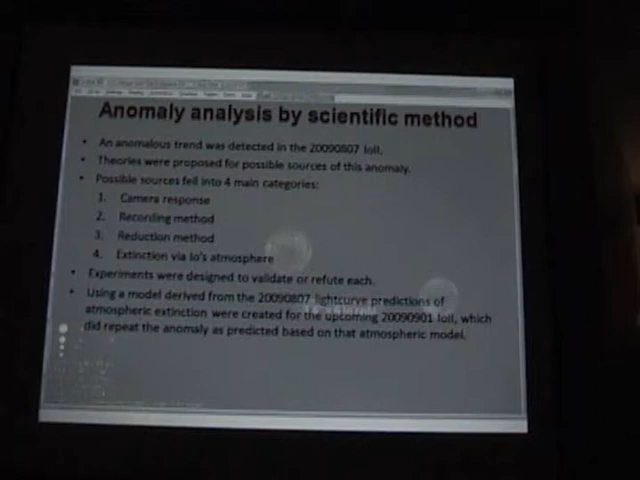 Anomaly analysis by scientific method
• An anomalous trend was detected in the 20090807 IoII.
• Theories were proposed for possible sources of this anomaly.
• Possible sources fell into 4 main categories:
1. Camera response
2. Recording method
3. Reduction method
4. Extinction via Io's atmosphere
• Experiments were designed to validate or refute each.
• Using a model derived from the 20090807 lightcurve predictions of
atmospheric extinction were created for the upcoming 20090901 IoII, which
did repeat the anomaly as predicted based on that atmospheric model.